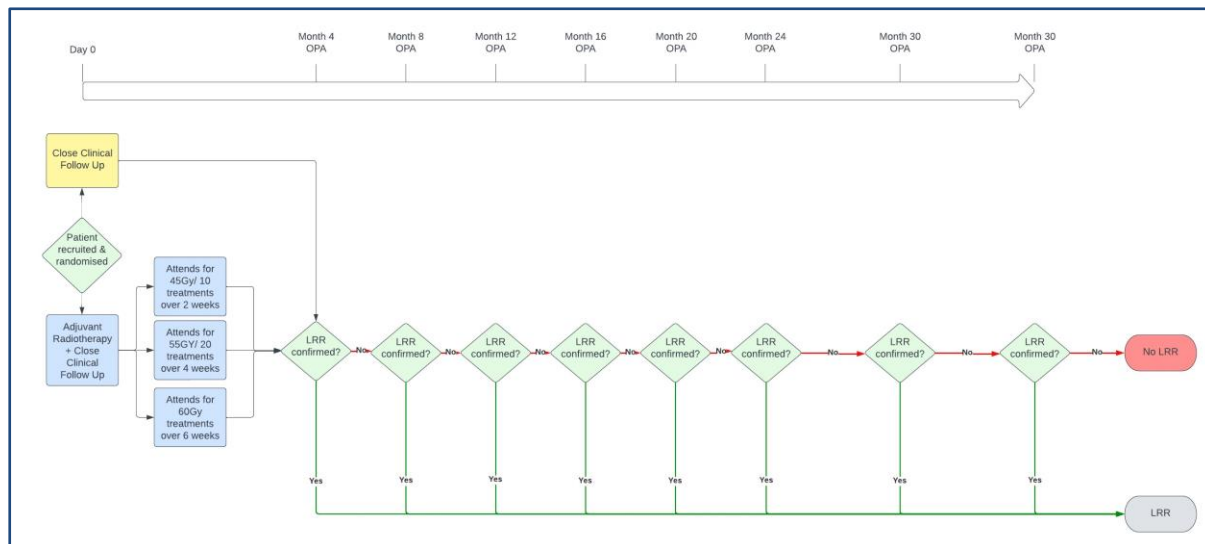 Day 0
Month 4
OPA
Month 8
OPA
Month 12
OPA
Month 16
OPA
Month 20
OPA
Month 24
OPA
Month 30
OPA
Month 30
OPA
Close Clinical
Follow Up
Patient
recruited &
randomised
Adjuvant
Radiotherapy
+ Close
Clinical
Follow Up
Attends for
45Gy/ 10
treatments
over 2 weeks
Attends for
55GY/ 20
treatments
over 4 weeks
Attends for
60Gy
treatments
over 6 weeks
LRR
confirmed?
No
LRR
confirmed?
No
LRR
confirmed?
No
LRR
confirmed?
No
LRR
confirmed?
No
LRR
confirmed?
No
LRR
confirmed?
No
LRR
confirmed?
No
No LRR
Yes
Yes
Yes
Yes
Yes
Yes
Yes
Yes
LRR